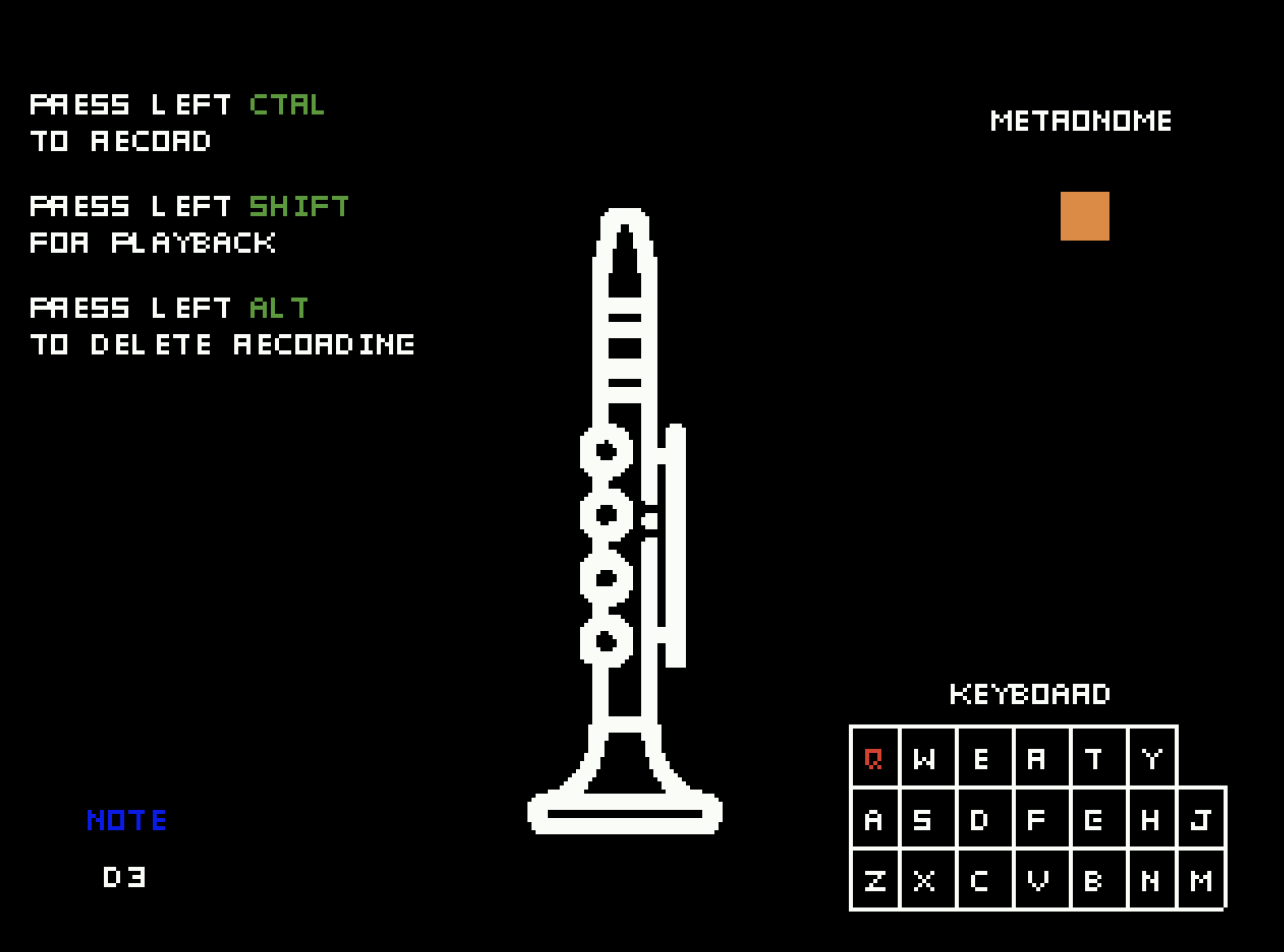 PRESS LEFT CTRL
TO RECORD
PRESS LEFT SHIFT
FOR PLAYBACK
PRESS LEFT ALT
TO DELETE RECORDING
METRONOME
KEYBOARD
Q W E R T Y
A S D F G H J
Z X C V B N M
NOTE
D3